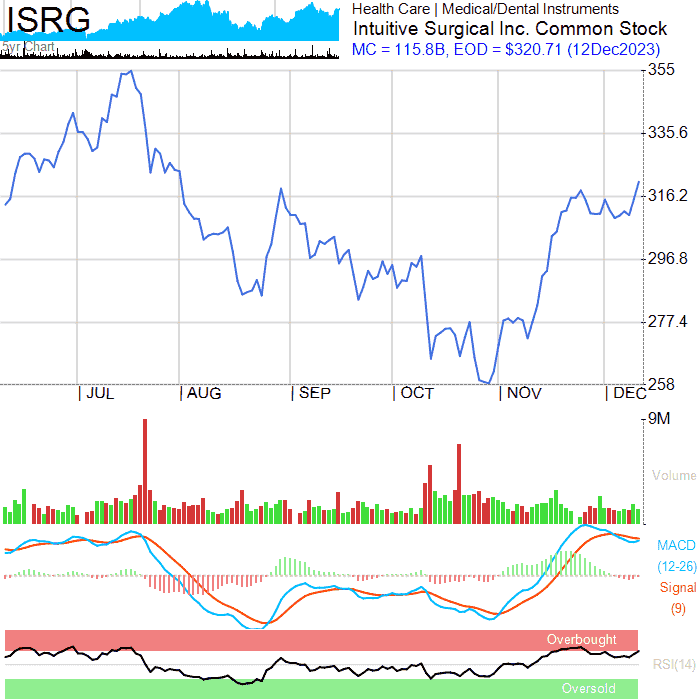 ISRG
5yr Chart
Health Care | Medical/Dental Instruments
Intuitive Surgical Inc. Common Stock
MC = 115.8B, EOD = $320.71 (12Dec2023)
355
335.6
316.2
296.8
277.4
258
| JUL | AUG | SEP | OCT | NOV | DEC
9M
Volume
MACD
(12-26)
Signal
(9)
Overbought
RSI(14)
Oversold